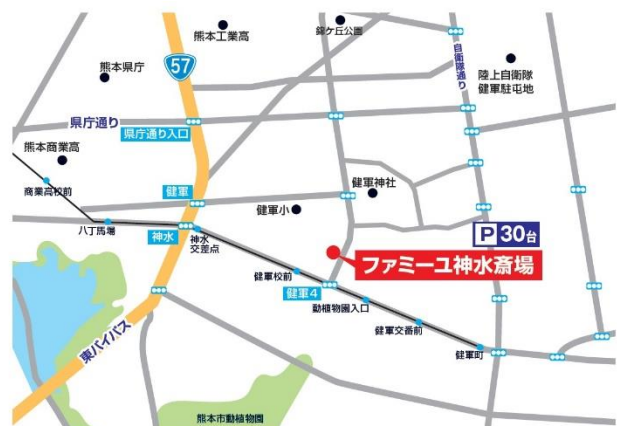 錦ケ丘公園
熊本工業高
57
自衛隊通り
陸上自衛隊
健軍駐屯地
熊本県庁
県庁通り
県庁通り入口
熊本商業高
商業高校前
健軍
健軍神社
健軍小
八丁馬場
神水
神水
交差点
P30台
ファミーユ神水斎場
健軍校前
健軍4
動植物園入口
健軍交番前
健軍町
東バイパス
熊本市動植物園